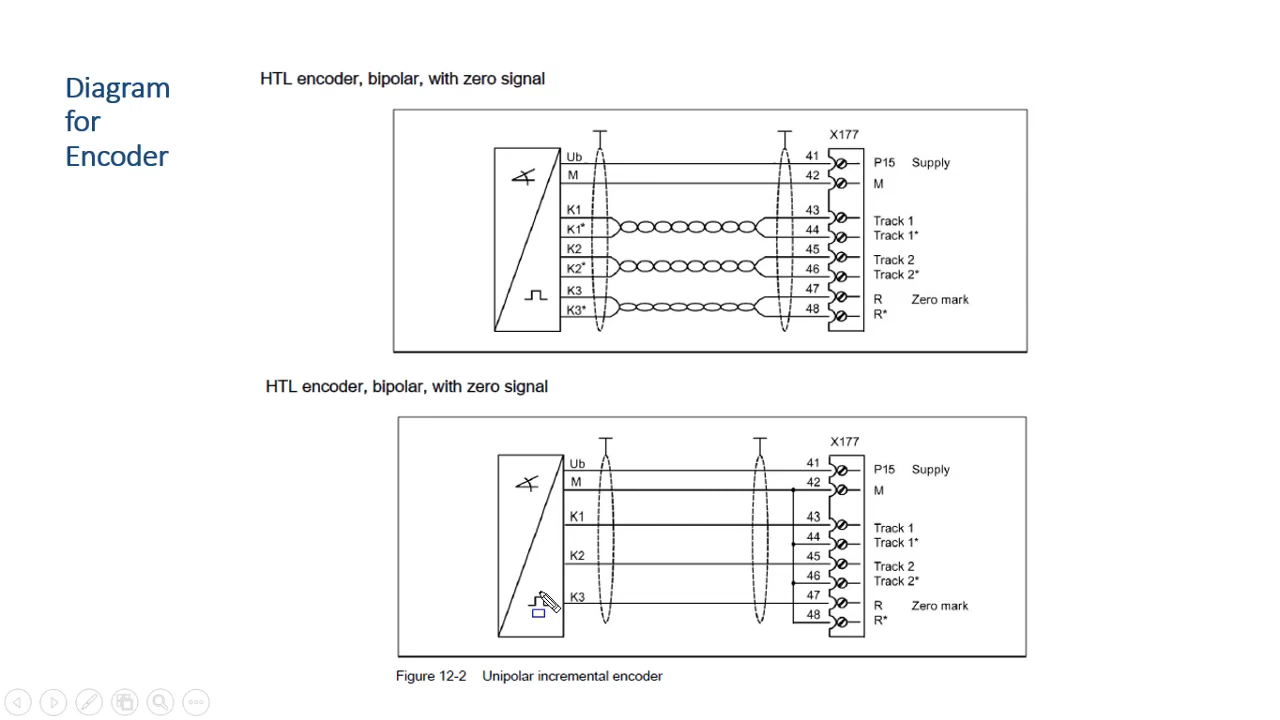 Diagram
for
Encoder
HTL encoder, bipolar, with zero signal
X177
Ub 41 P15 Supply
M 42 M
K1 43 Track 1
K1* 44 Track 1*
K2 45 Track 2
K2* 46 Track 2*
K3 47 R Zero mark
K3* 48 R*
HTL encoder, bipolar, with zero signal
X177
Ub 41 P15 Supply
M 42 M
K1 43 Track 1
44 Track 1*
K2 45 Track 2
46 Track 2*
K3 47 R Zero mark
48 R*
Figure 12-2 Unipolar incremental encoder